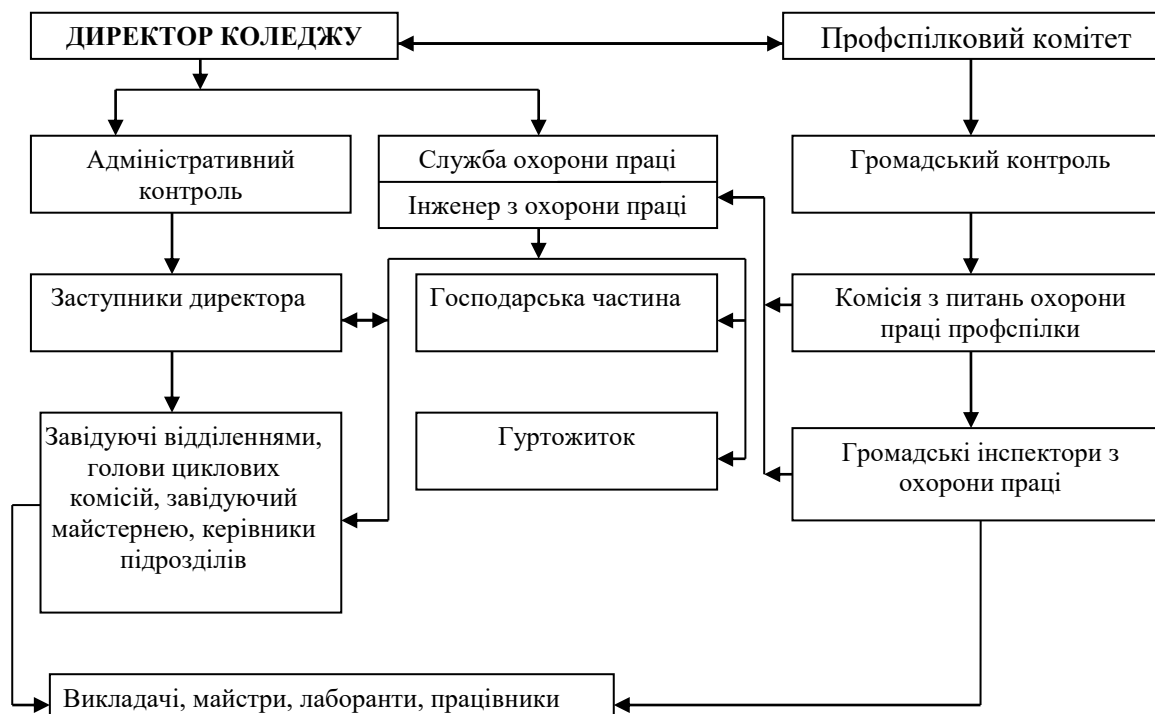 ДИРЕКТОР КОЛЕДЖУ
Профспілковий комітет
Адміністративний
контроль
Служба охорони праці
Інженер з охорони праці
Громадський контроль
Заступники директора
Господарська частина
Комісія з питань охорони
праці профспілки
Завідуючі відділеннями,
голови циклових
комісій, завідуючий
майстернею, керівники
підрозділів
Гуртожиток
Громадські інспектори з
охорони праці
Викладачі, майстри, лаборанти, працівники